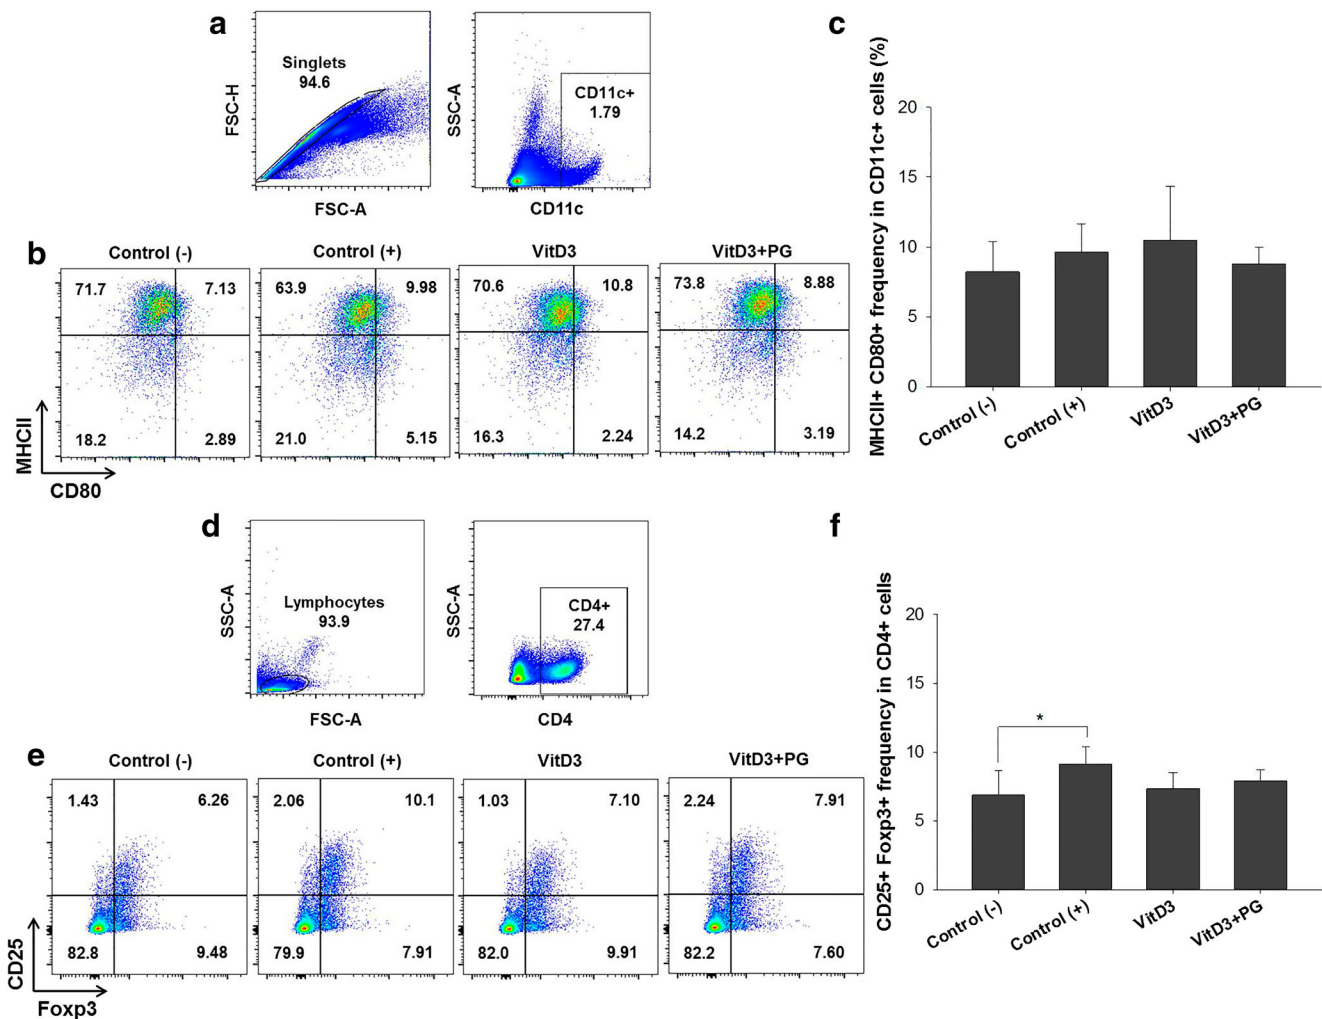 a
Singlets
94.6
FSC-H
FSC-A
CD11c+
1.79
SSC-A
CD11c
c
MHCII+ CD80+ frequency in CD11c+ cells (%)
20
15
10
5
0
Control (-)
Control (+)
VitD3
VitD3+PG
b
Control (-)
71.7
7.13
18.2
2.89
Control (+)
63.9
9.98
21.0
5.15
VitD3
70.6
10.8
16.3
2.24
VitD3+PG
73.8
8.88
14.2
3.19
MHCII
CD80
d
Lymphocytes
93.9
SSC-A
FSC-A
CD4+
27.4
SSC-A
CD4
f
CD25+ Foxp3+ frequency in CD4+ cells
20
15
10
5
0
*
Control (-)
Control (+)
VitD3
VitD3+PG
e
Control (-)
1.43
6.26
82.8
9.48
Control (+)
2.06
10.1
79.9
7.91
VitD3
1.03
7.10
82.0
9.91
VitD3+PG
2.24
7.91
82.2
7.60
CD25
Foxp3